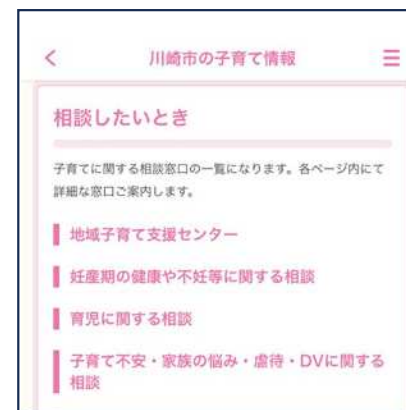 川崎市の子育て情報
相談したいとき
子育てに関する相談窓口の一覧になります。各ページ内にて
詳細な窓口ご案内します。
地域子育て支援センター
妊産期の健康や不妊等に関する相談
育児に関する相談
子育て不安・家族の悩み・虐待・DVに関する
相談